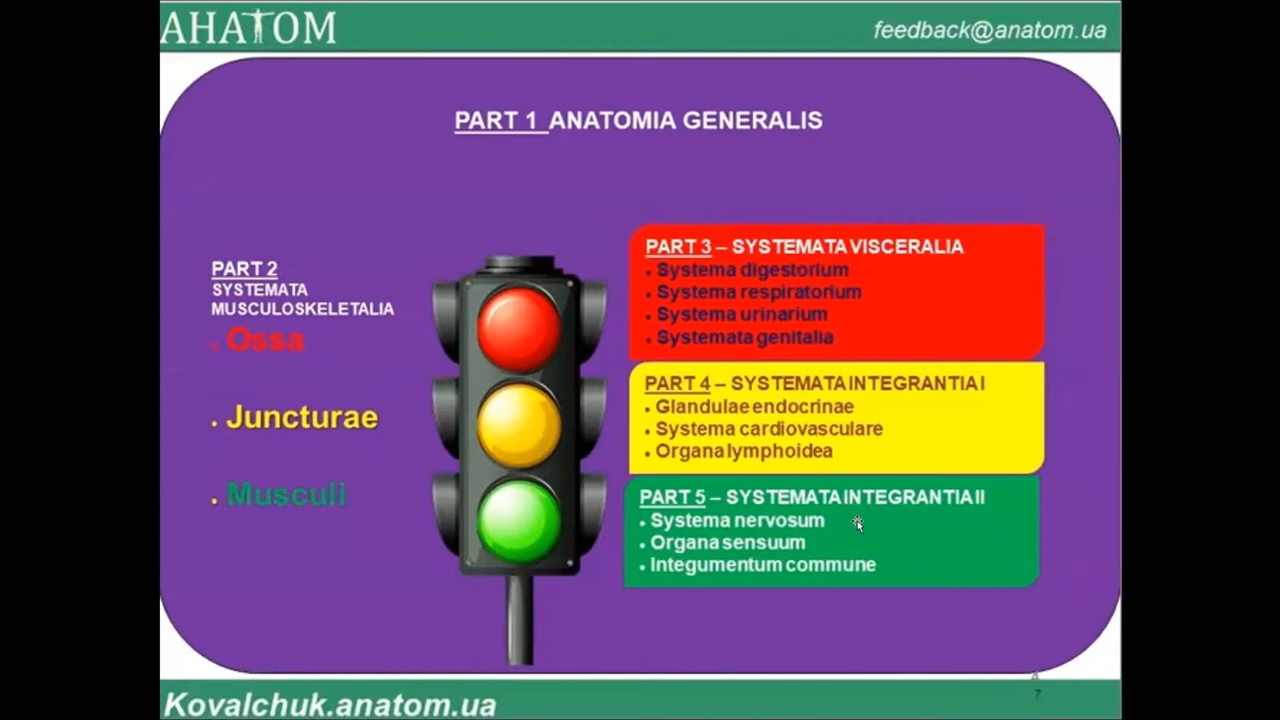 АНАТОМ
feedback@anatom.ua
PART 1 ANATOMIA GENERALIS
PART 2
SYSTEMATA
MUSCULOSKELETALIA
• Ossa
• Juncturae
• Musculi
PART 3 – SYSTEMATA VISCERALIA
• Systema digestorium
• Systema respiratorium
• Systema urinarium
• Systemata genitalia
PART 4 – SYSTEMATA INTEGRANTIA I
• Glandulae endocrinae
• Systema cardiovasculare
• Organa lymphoidea
PART 5 – SYSTEMATA INTEGRANTIA II
• Systema nervosum
• Organa sensuum
• Integumentum commune
7
Kovalchuk.anatom.ua